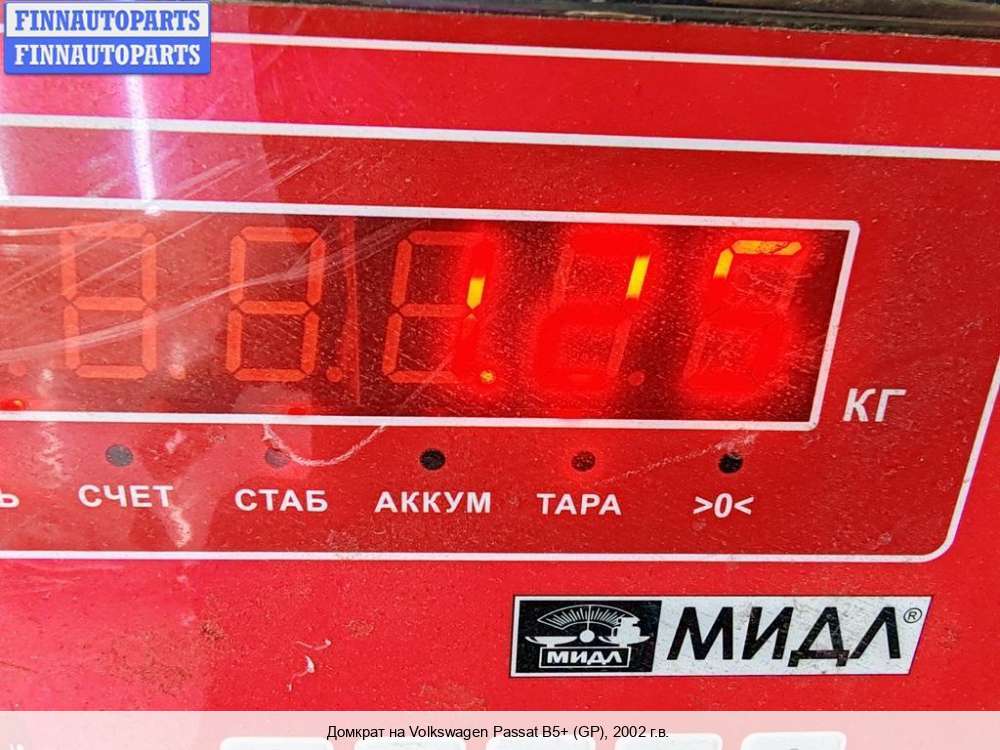 FINNAUTOPARTS
FINNAUTOPARTS
КГ
СЧЕТ СТАБ АККУМ ТАРА >0<
МИДЛ МИДЛ®
Домкрат на Volkswagen Passat B5+ (GP), 2002 г.в.